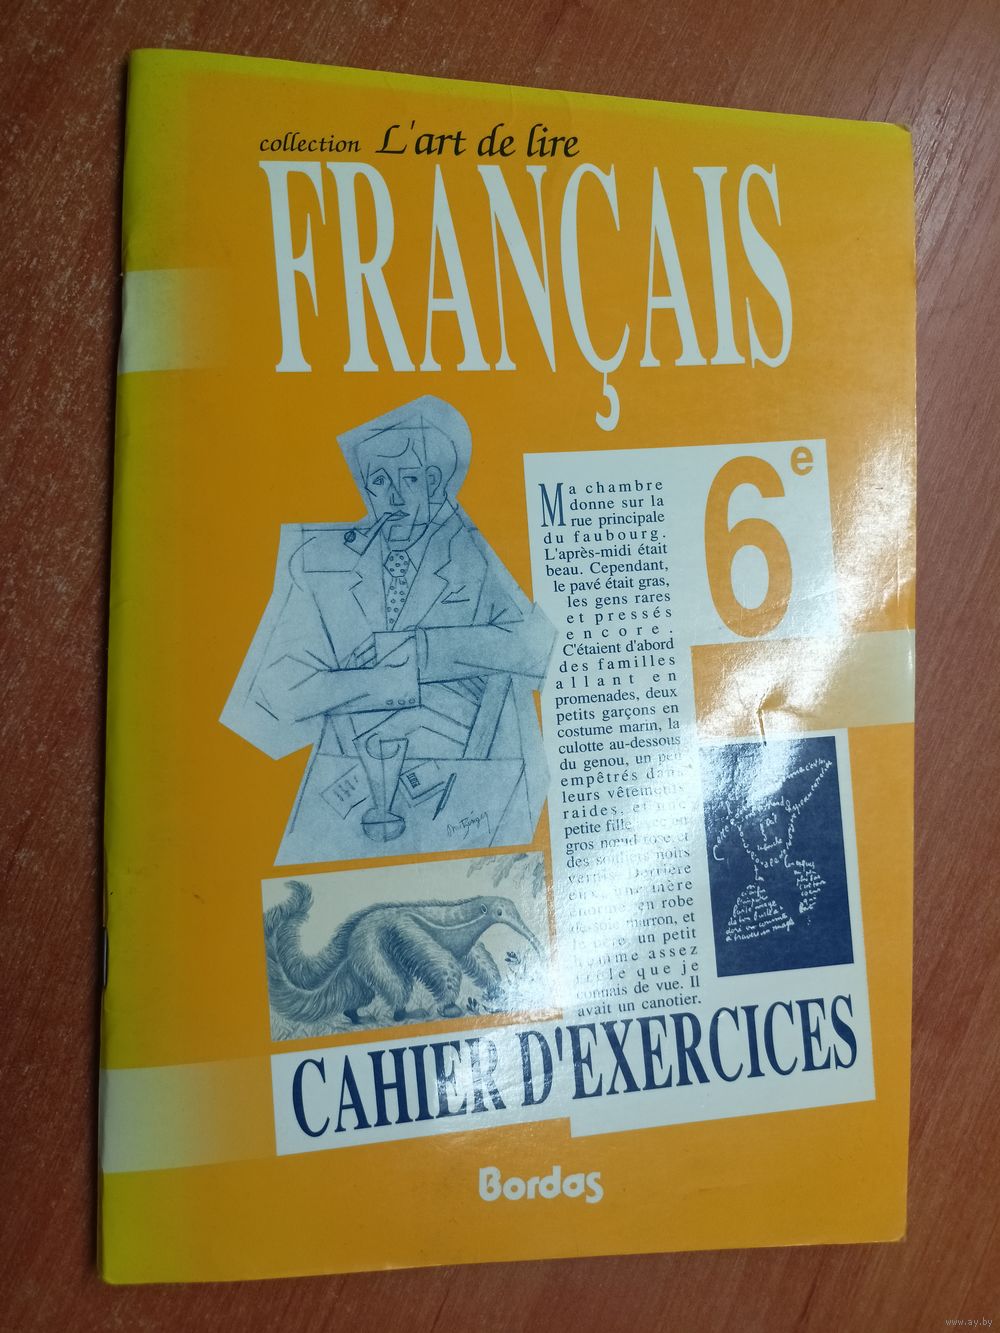 collection L'art de lire
FRANÇAIS
6e
Ma chambre
donne sur la
rue principale
du faubourg.
L'après-midi était
beau. Cependant,
le pavé était gras,
les gens rares
et pressés
encore.
C'étaient d'abord
des familles
allant en
promenades, deux
petits garçons en
costume marin, la
culotte au-dessous
du genou, un peu
empêtrés dans
leurs vêtements
raides, et une
petite fille avec un
gros nœud rose et
des souliers noirs
vernis. Derrière
eux, une mère
énorme, en robe
de soie marron, et
le père, un petit
homme assez
frêle que je
connais de vue. Il
avait un canotier.
CAHIER D'EXERCICES
Bordas
www.ay.by